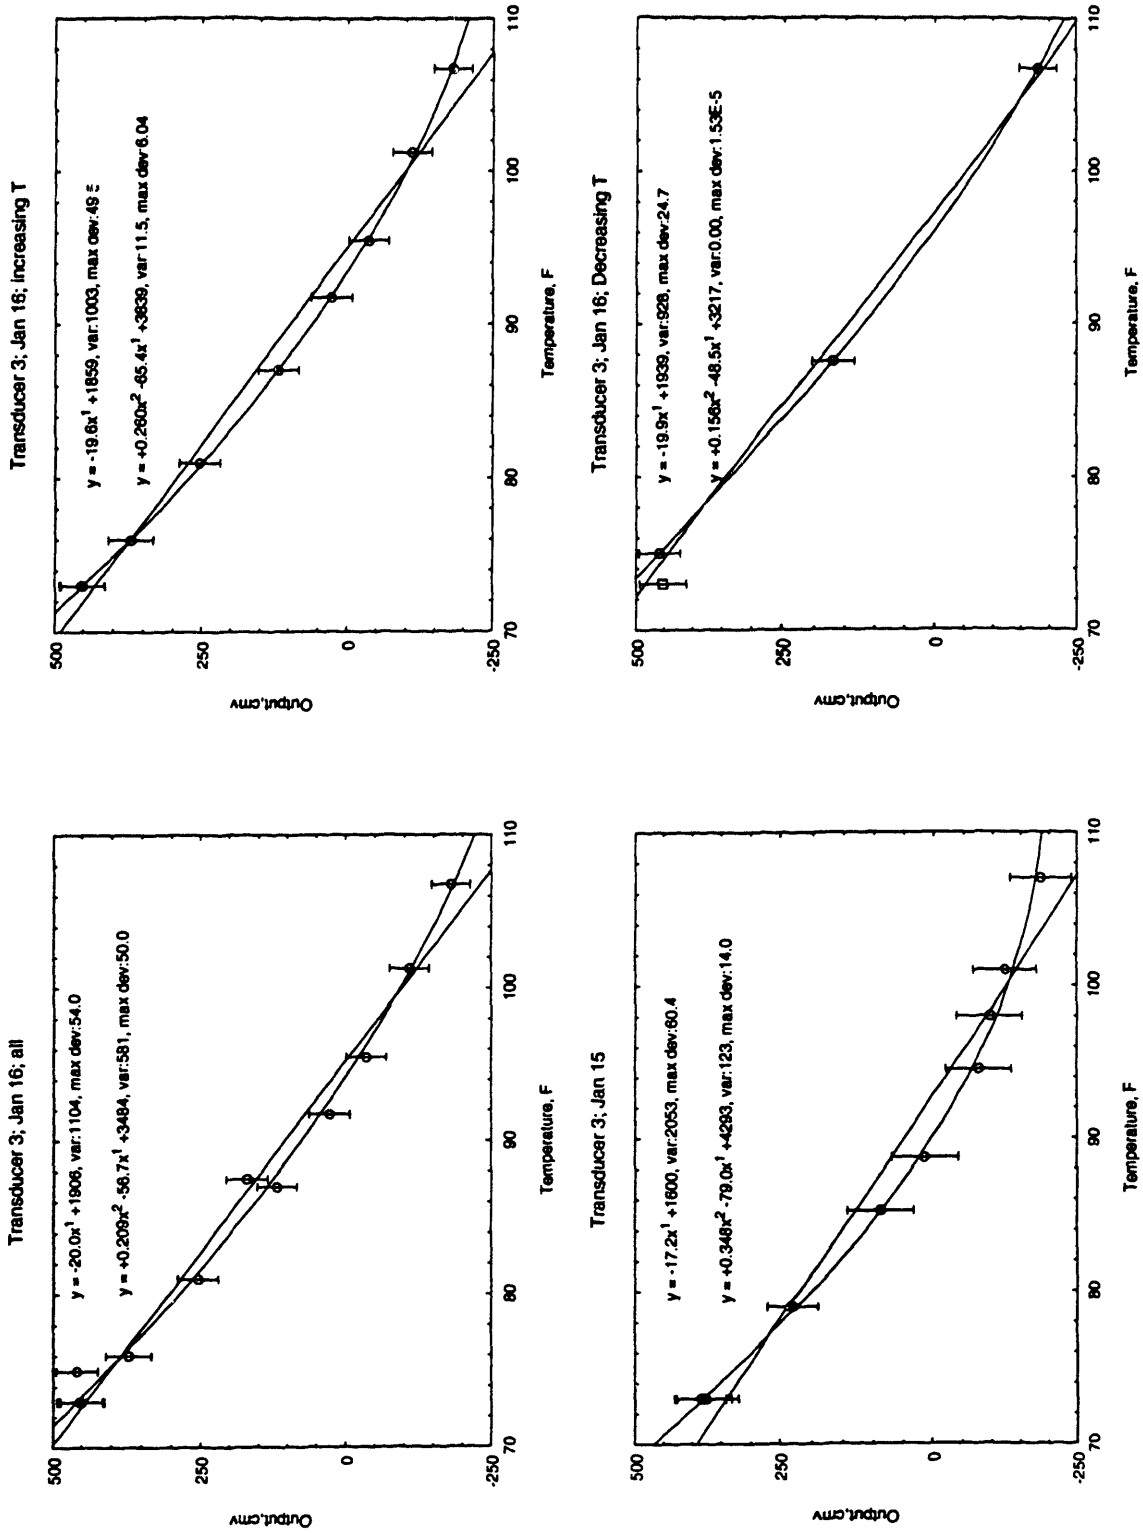 Transducer 3; Jan 16; all
y = -20.0x¹ +1906, var:1104, max dev:54.0
y = +0.209x² -56.7x¹ +3484, var:581, max dev:50.0
Output,cmv
500
250
0
-250
70
80
90
100
110
Temperature, F
Transducer 3; Jan 16; Increasing T
y = -19.6x¹ +1859, var:1003, max
y = +0.260x² -65.4x¹ +3839, var:11.5, max dev:6.04
Output,cmv
500
250
0
-250
70
80
90
100
110
Temperature, F
Transducer 3; Jan 15
y = -17.2x¹ +1600, var:2053, max dev:60.4
y = +0.348x² -79.0x¹ +4293, var:123, max dev:14.0
Output,cmv
500
250
0
-250
70
80
90
100
110
Temperature, F
Transducer 3; Jan 16; Decreasing T
y = -19.9x¹ +1939, var:926, max dev:24.7
y = +0.156x² -48.5x¹ +3217, var:0.00, max dev:1.53E-5
Output,cmv
500
250
0
-250
70
80
90
100
110
Temperature, F